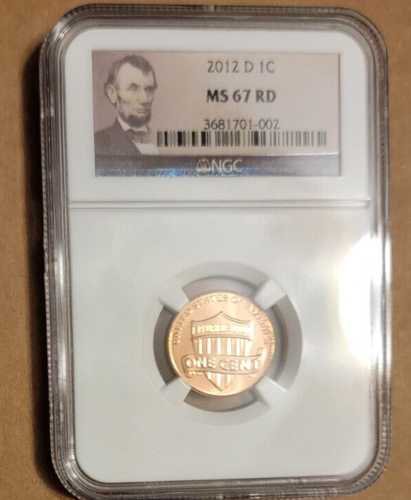 2012 D 1C
MS 67 RD
3681701-002
NGC
UNITED STATES OF AMERICA
ONE CENT